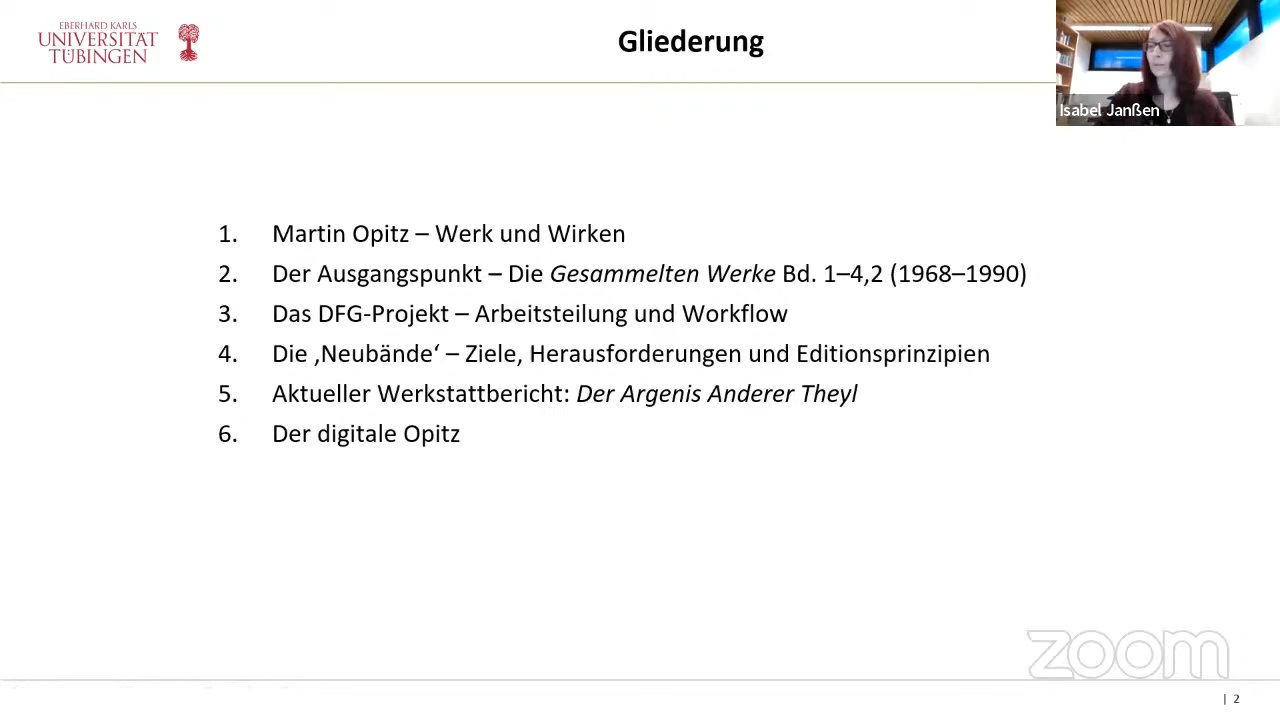 EBERHARD KARLS
UNIVERSITÄT
TÜBINGEN
Gliederung
Isabel Janßen
1. Martin Opitz – Werk und Wirken
2. Der Ausgangspunkt – Die Gesammelten Werke Bd. 1–4,2 (1968–1990)
3. Das DFG-Projekt – Arbeitsteilung und Workflow
4. Die ‚Neubände‘ – Ziele, Herausforderungen und Editionsprinzipien
5. Aktueller Werkstattbericht: Der Argenis Anderer Theyl
6. Der digitale Opitz
zoom
| 2